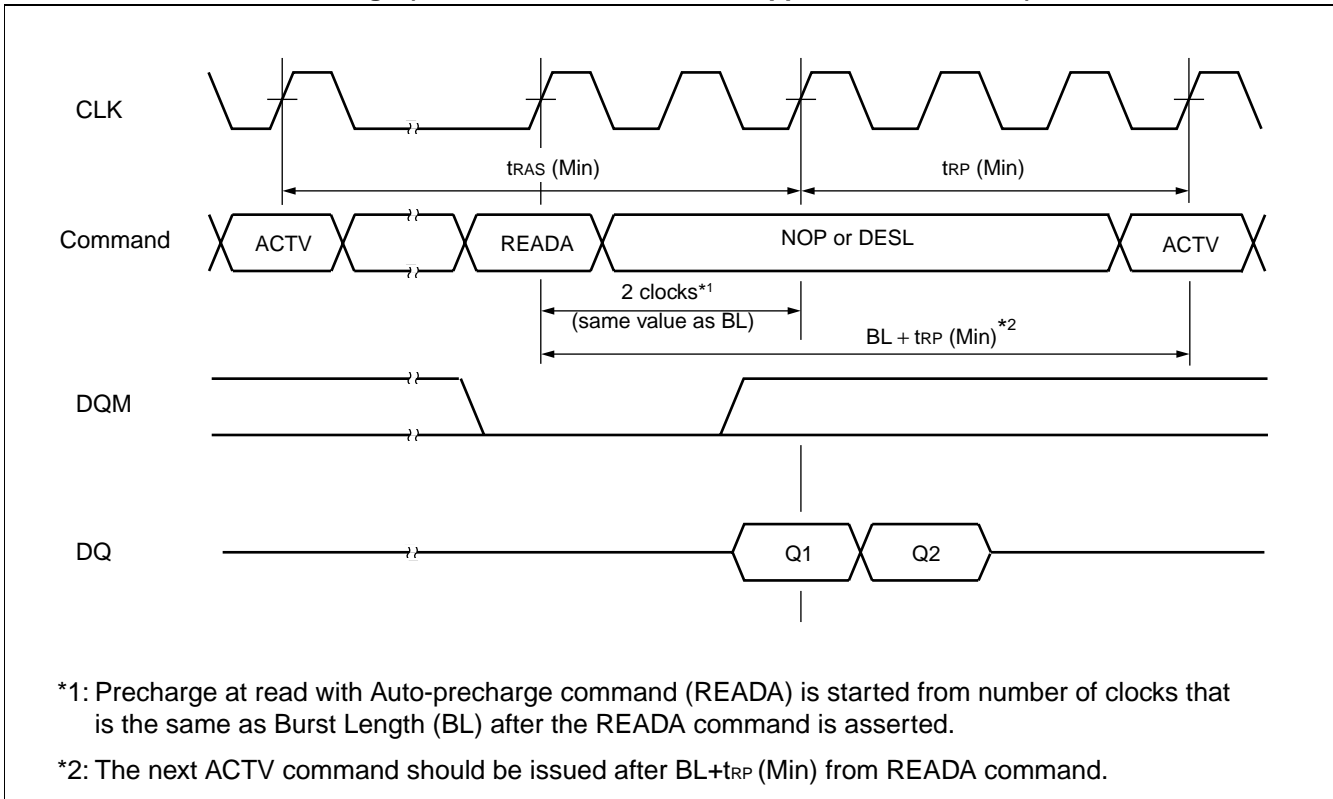 CLK
tRAS (Min)
tRP (Min)
Command
ACTV
READA
NOP or DESL
ACTV
2 clocks*1
(same value as BL)
BL + tRP (Min)*2
DQM
DQ
Q1
Q2
*1: Precharge at read with Auto-precharge command (READA) is started from number of clocks that
is the same as Burst Length (BL) after the READA command is asserted.
*2: The next ACTV command should be issued after BL+tRP (Min) from READA command.